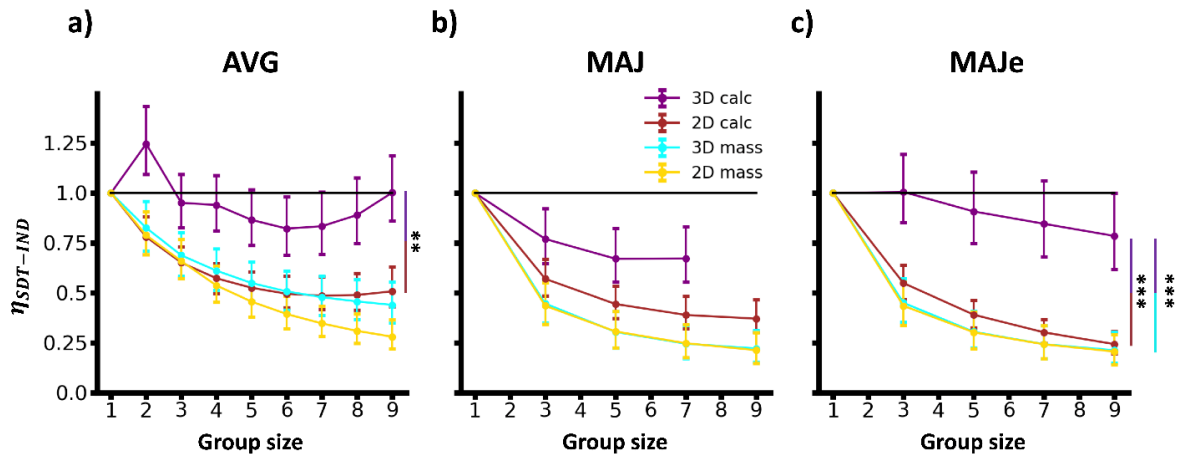 a)
AVG
b)
MAJ
c)
MAJe
3D calc
2D calc
3D mass
2D mass
η_SDT−IND
1.25
1.0
0.75
0.5
0.25
0.0
**
***
***
1 2 3 4 5 6 7 8 9
1 2 3 4 5 6 7 8 9
1 2 3 4 5 6 7 8 9
Group size
Group size
Group size